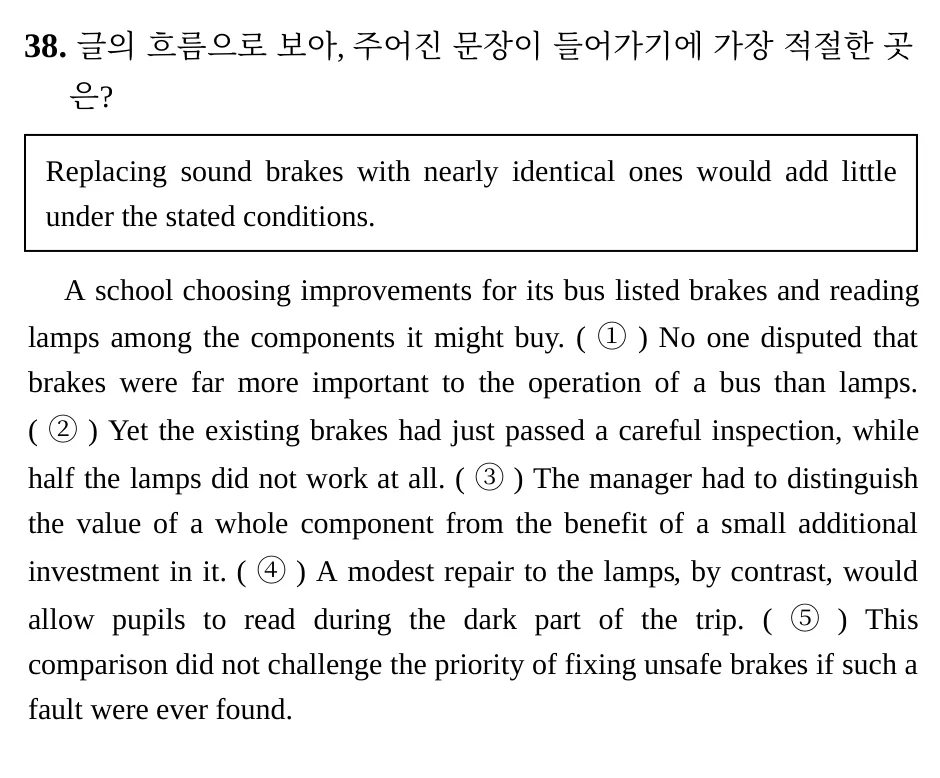 38. 글의 흐름으로 보아, 주어진 문장이 들어가기에 가장 적절한 곳
은?
Replacing sound brakes with nearly identical ones would add little
under the stated conditions.
A school choosing improvements for its bus listed brakes and reading
lamps among the components it might buy. ( ① ) No one disputed that
brakes were far more important to the operation of a bus than lamps.
( ② ) Yet the existing brakes had just passed a careful inspection, while
half the lamps did not work at all. ( ③ ) The manager had to distinguish
the value of a whole component from the benefit of a small additional
investment in it. ( ④ ) A modest repair to the lamps, by contrast, would
allow pupils to read during the dark part of the trip. ( ⑤ ) This
comparison did not challenge the priority of fixing unsafe brakes if such a
fault were ever found.